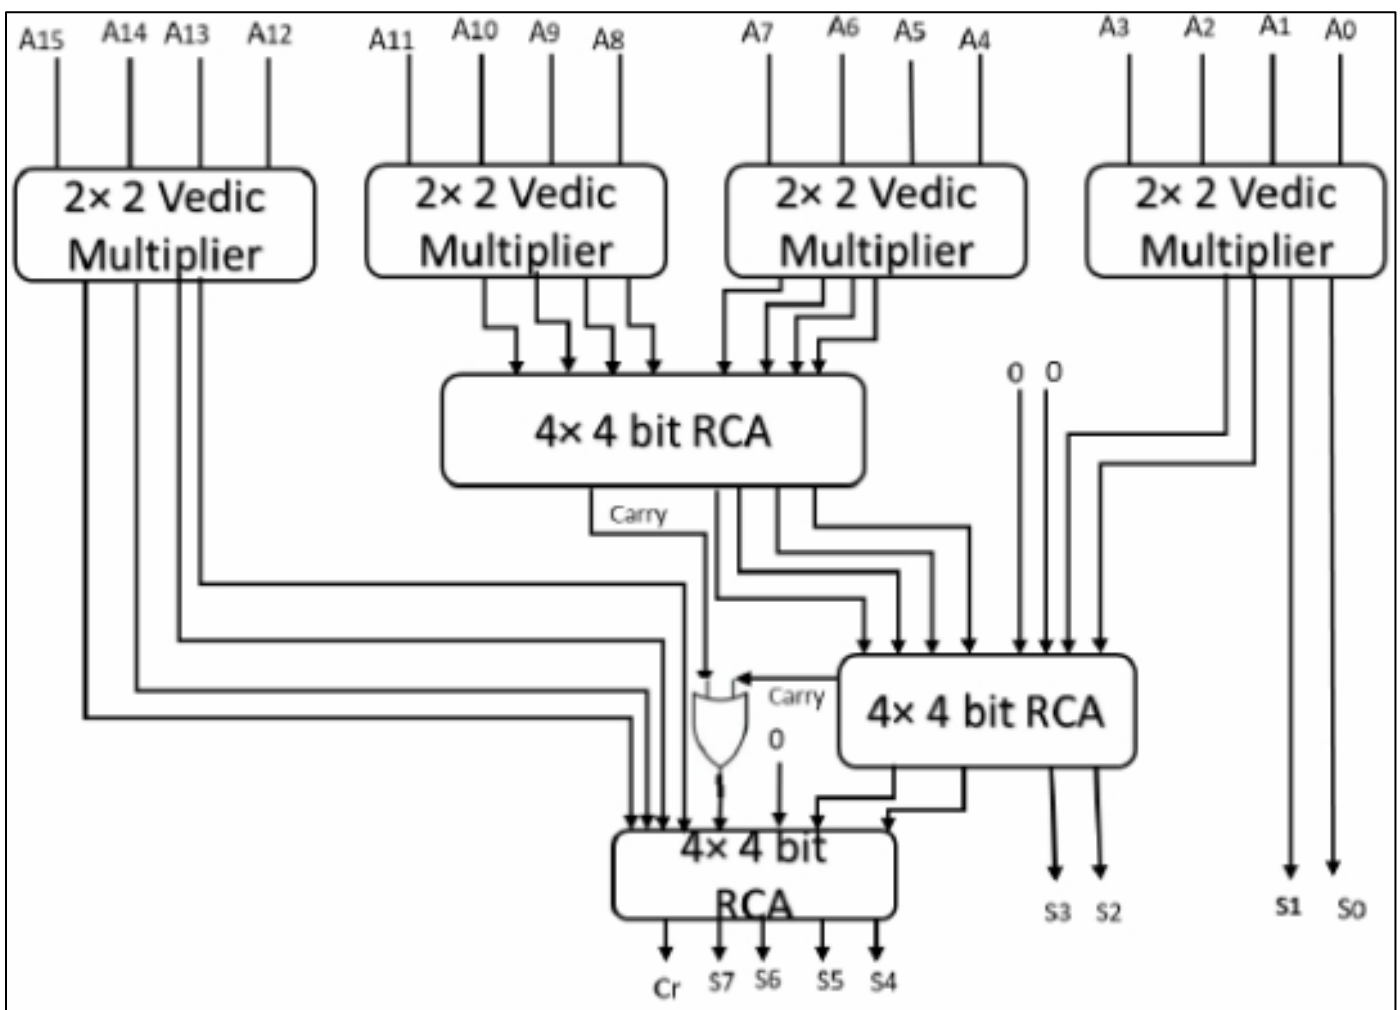 A15 A14 A13 A12 A11 A10 A9 A8 A7 A6 A5 A4 A3 A2 A1 A0
2× 2 Vedic
Multiplier
2× 2 Vedic
Multiplier
2× 2 Vedic
Multiplier
2× 2 Vedic
Multiplier
0 0
4× 4 bit RCA
Carry
4× 4 bit RCA
Carry
0
4× 4 bit
RCA
S3 S2 S1 S0
Cr S7 S6 S5 S4